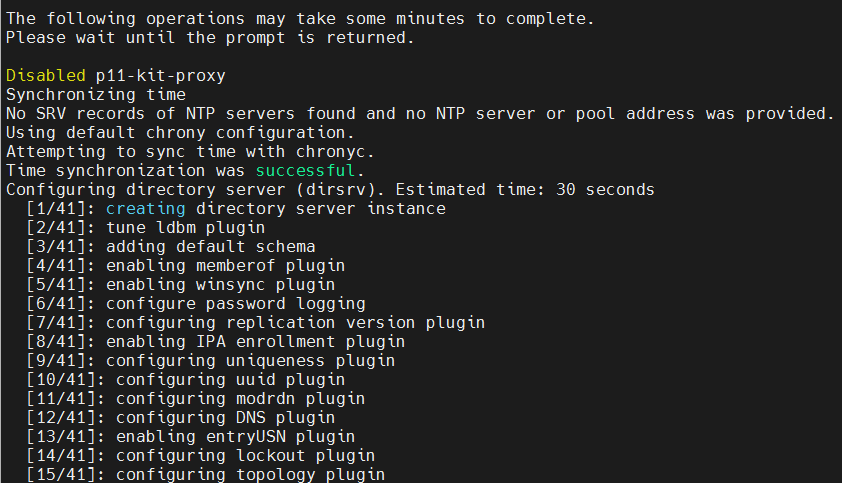 The following operations may take some minutes to complete.
Please wait until the prompt is returned.
Disabled p11-kit-proxy
Synchronizing time
No SRV records of NTP servers found and no NTP server or pool address was provided.
Using default chrony configuration.
Attempting to sync time with chronyc.
Time synchronization was successful.
Configuring directory server (dirsrv). Estimated time: 30 seconds
[1/41]: creating directory server instance
[2/41]: tune ldbm plugin
[3/41]: adding default schema
[4/41]: enabling memberof plugin
[5/41]: enabling winsync plugin
[6/41]: configure password logging
[7/41]: configuring replication version plugin
[8/41]: enabling IPA enrollment plugin
[9/41]: configuring uniqueness plugin
[10/41]: configuring uuid plugin
[11/41]: configuring modrdn plugin
[12/41]: configuring DNS plugin
[13/41]: enabling entryUSN plugin
[14/41]: configuring lockout plugin
[15/41]: configuring topology plugin